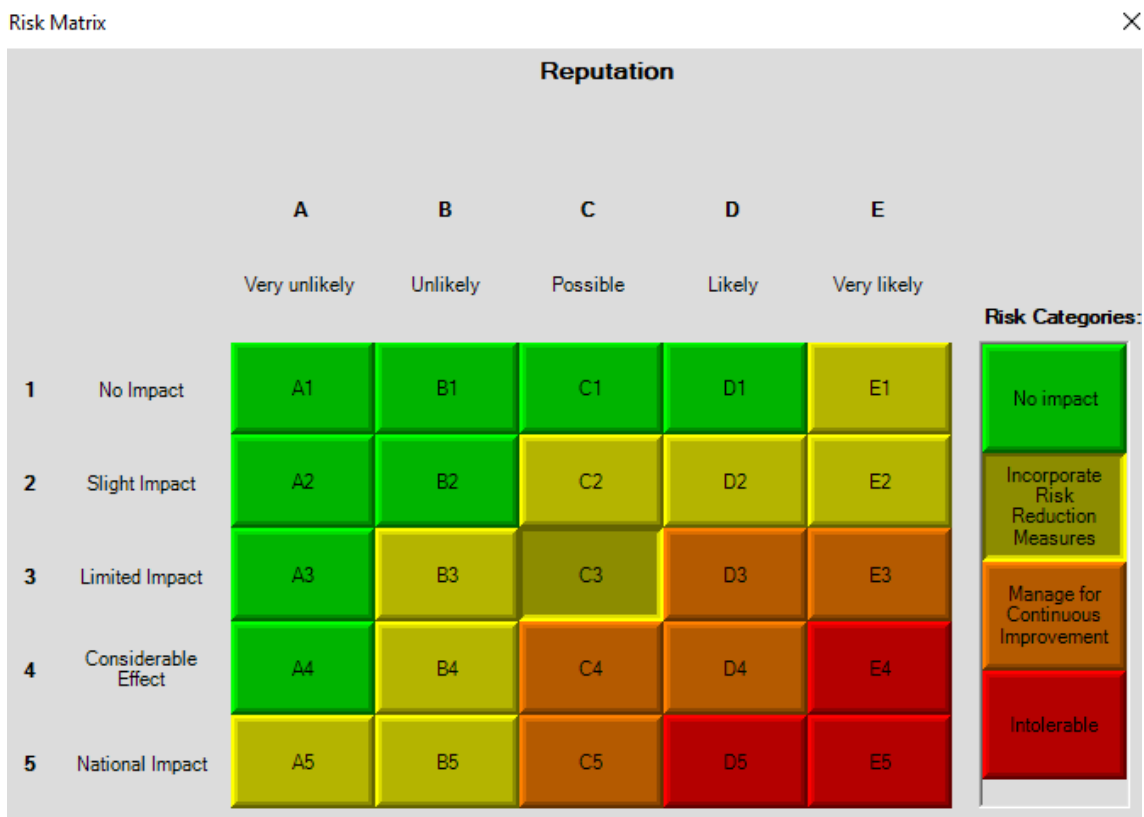 Risk Matrix
Reputation
A B C D E
Very unlikely Unlikely Possible Likely Very likely
Risk Categories:
1 No Impact A1 B1 C1 D1 E1
No impact
2 Slight Impact A2 B2 C2 D2 E2
Incorporate
Risk
Reduction
Measures
3 Limited Impact A3 B3 C3 D3 E3
Manage for
Continuous
Improvement
4 Considerable
Effect A4 B4 C4 D4 E4
Intolerable
5 National Impact A5 B5 C5 D5 E5